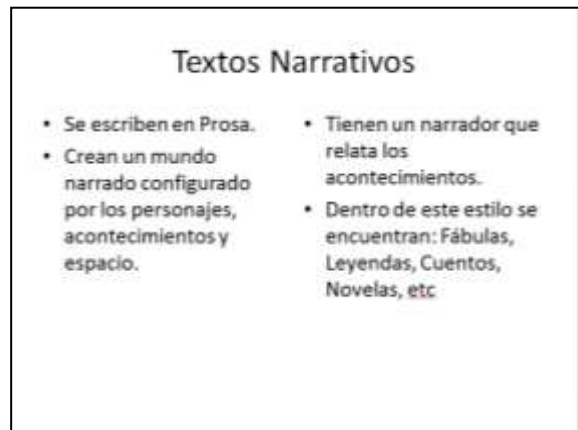 Textos Narrativos
• Se escriben en Prosa.
• Crean un mundo
narrado configurado
por los personajes,
acontecimientos y
espacio.
• Tienen un narrador que
relata los
acontecimientos.
• Dentro de este estilo se
encuentran: Fábulas,
Leyendas, Cuentos,
Novelas, etc